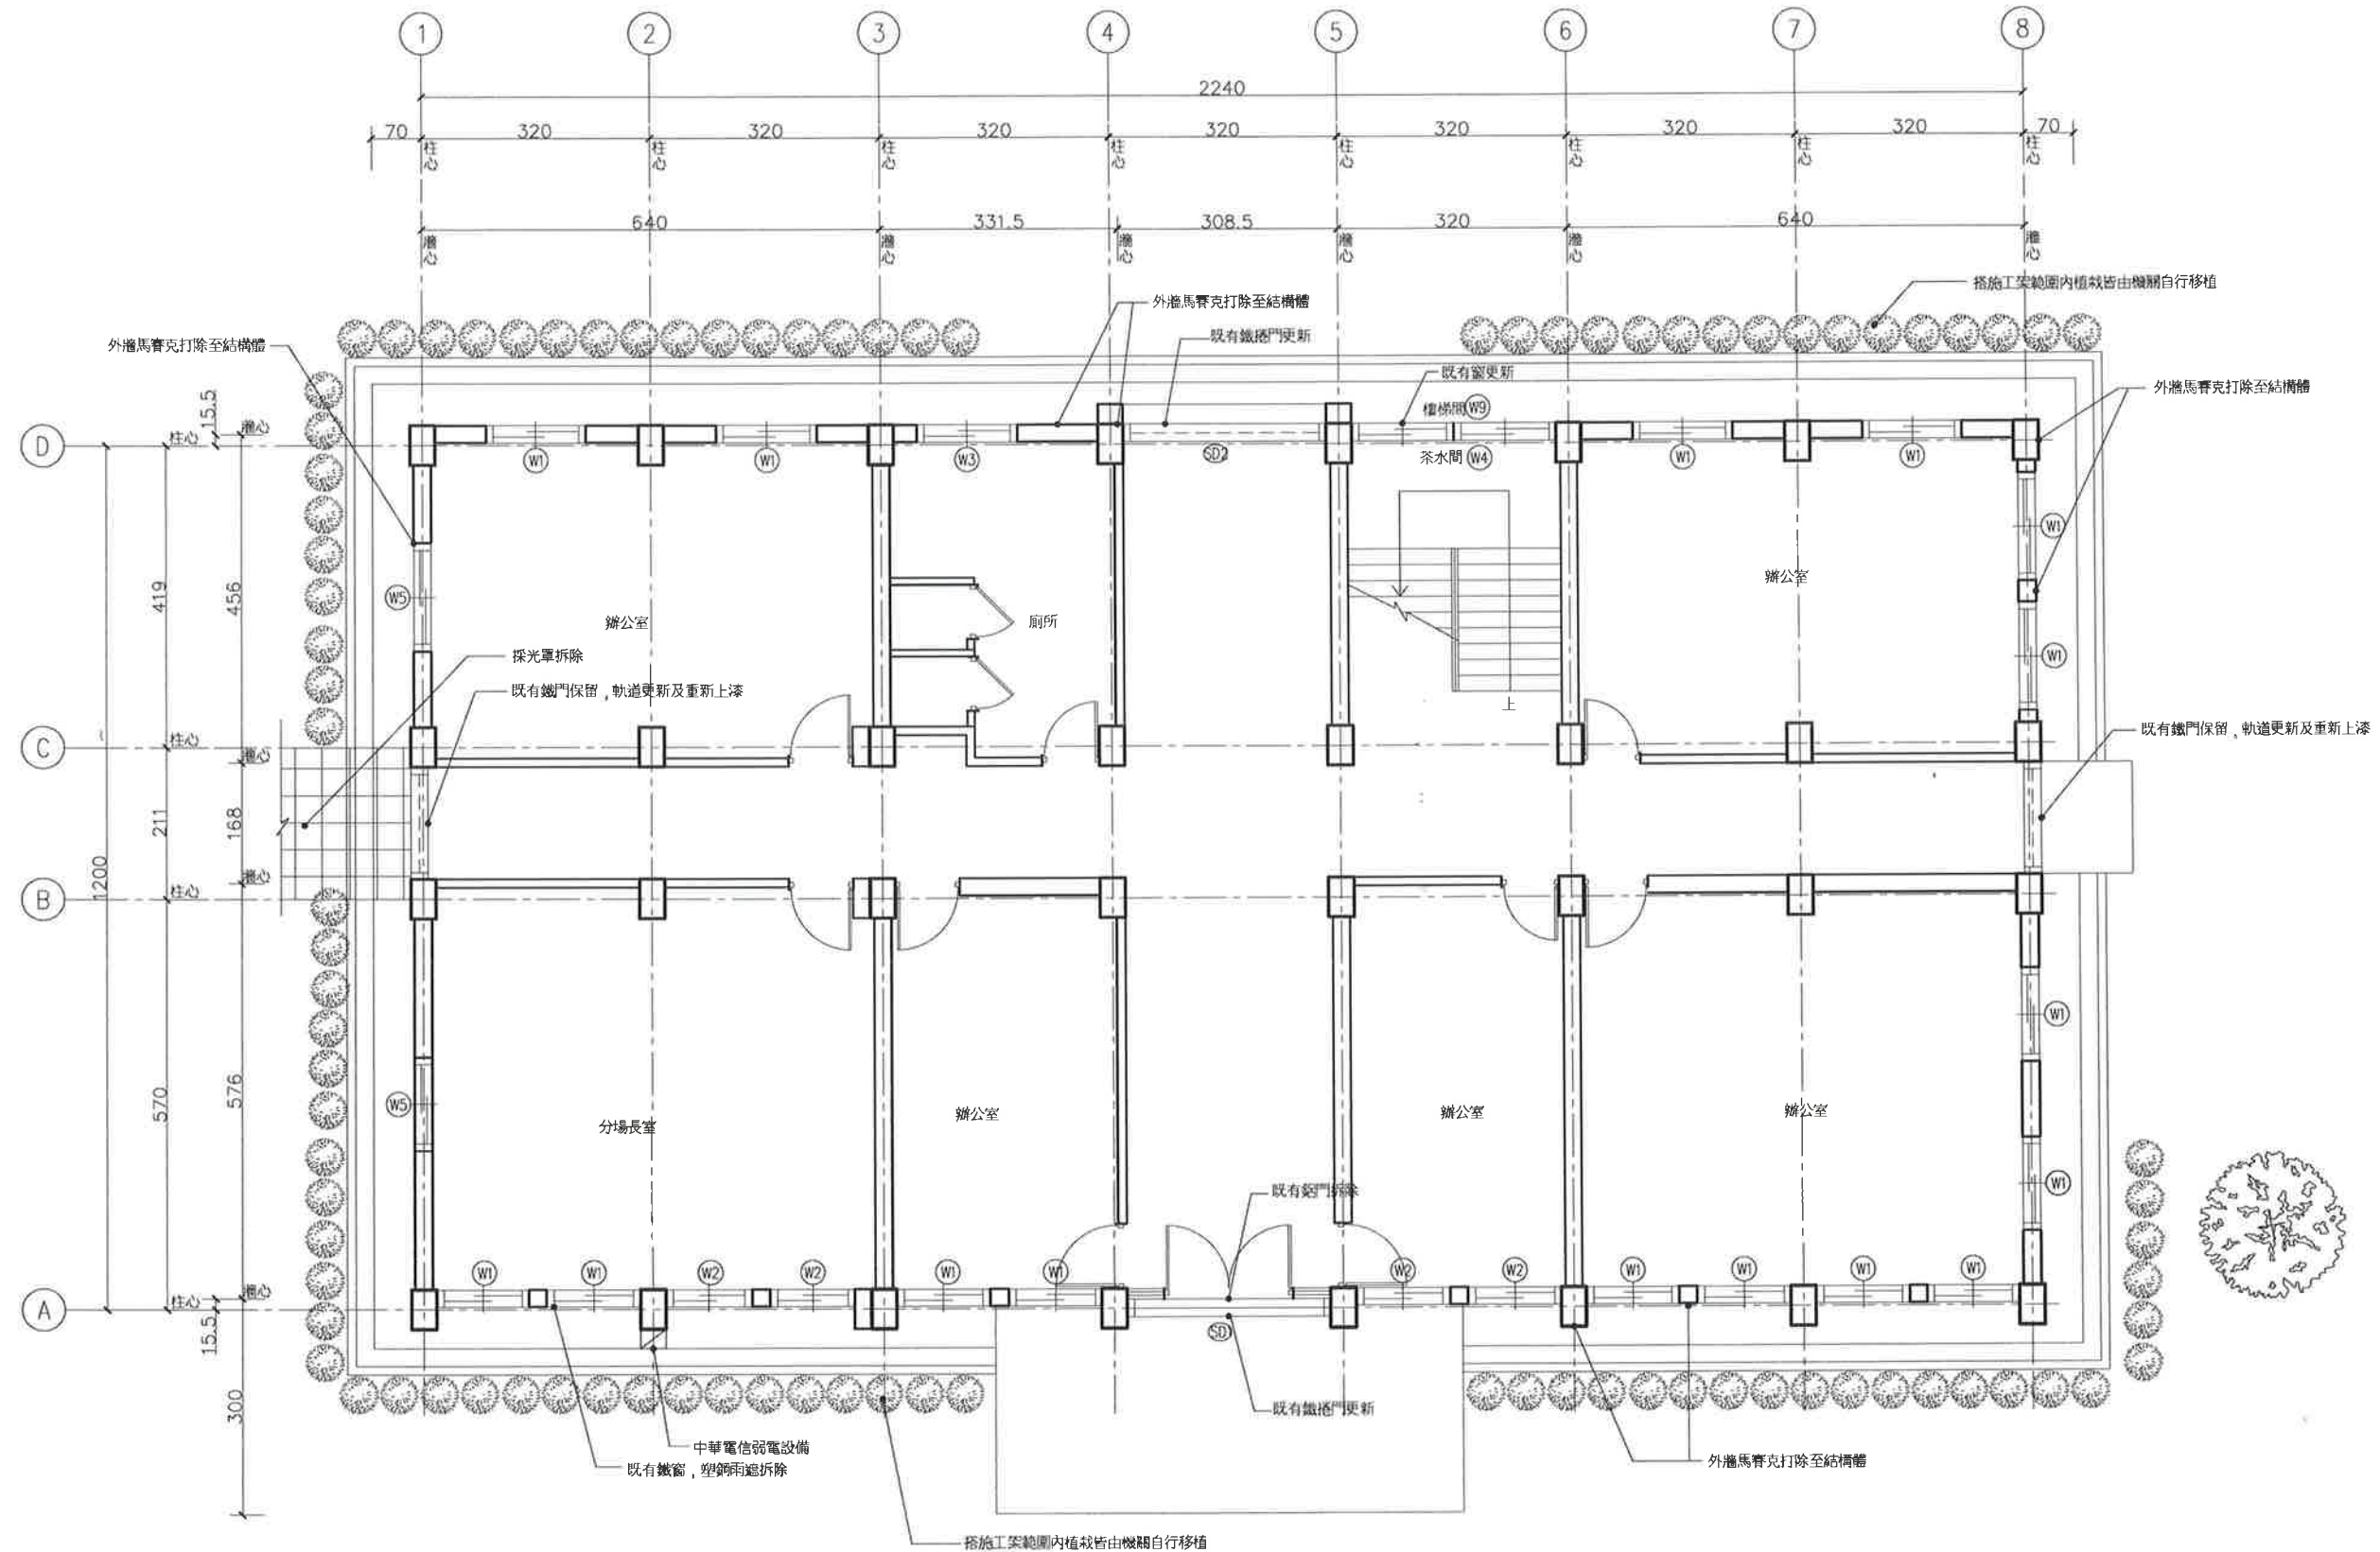 1 2 3 4 5 6 7 8
2240
70 320 320 320 320 320 320 320 70
柱心 柱心 柱心 柱心 柱心 柱心 柱心 柱心
640 331.5 308.5 320 640
牆心 牆心 牆心 牆心 牆心 牆心
搭施工架範圍內植栽皆由機關自行移植
外牆馬賽克打除至結構體
既有鐵捲門更新
外牆馬賽克打除至結構體
既有窗更新
外牆馬賽克打除至結構體
樓梯間 W9
15.5
牆心
柱心
D
W1 W1 W3 SD2 茶水間 W4 W1 W1
W1
419 456
W5
辦公室
廁所
辦公室
W1
採光罩拆除
既有鐵門保留，軌道更新及重新上漆
上
既有鐵門保留，軌道更新及重新上漆
柱心
C
牆心
211 168
1200
牆心
柱心
B
W1
570 576
W5
分場長室
辦公室
辦公室
辦公室
W1
既有鋁門拆除
W1 W1 W2 W2 W1 W1 W2 W2 W1 W1 W1 W1
牆心
柱心
A
15.5
SD1
300
既有鐵捲門更新
中華電信弱電設備
既有鐵窗，塑鋼雨遮拆除
外牆馬賽克打除至結構體
搭施工架範圍內植栽皆由機關自行移植